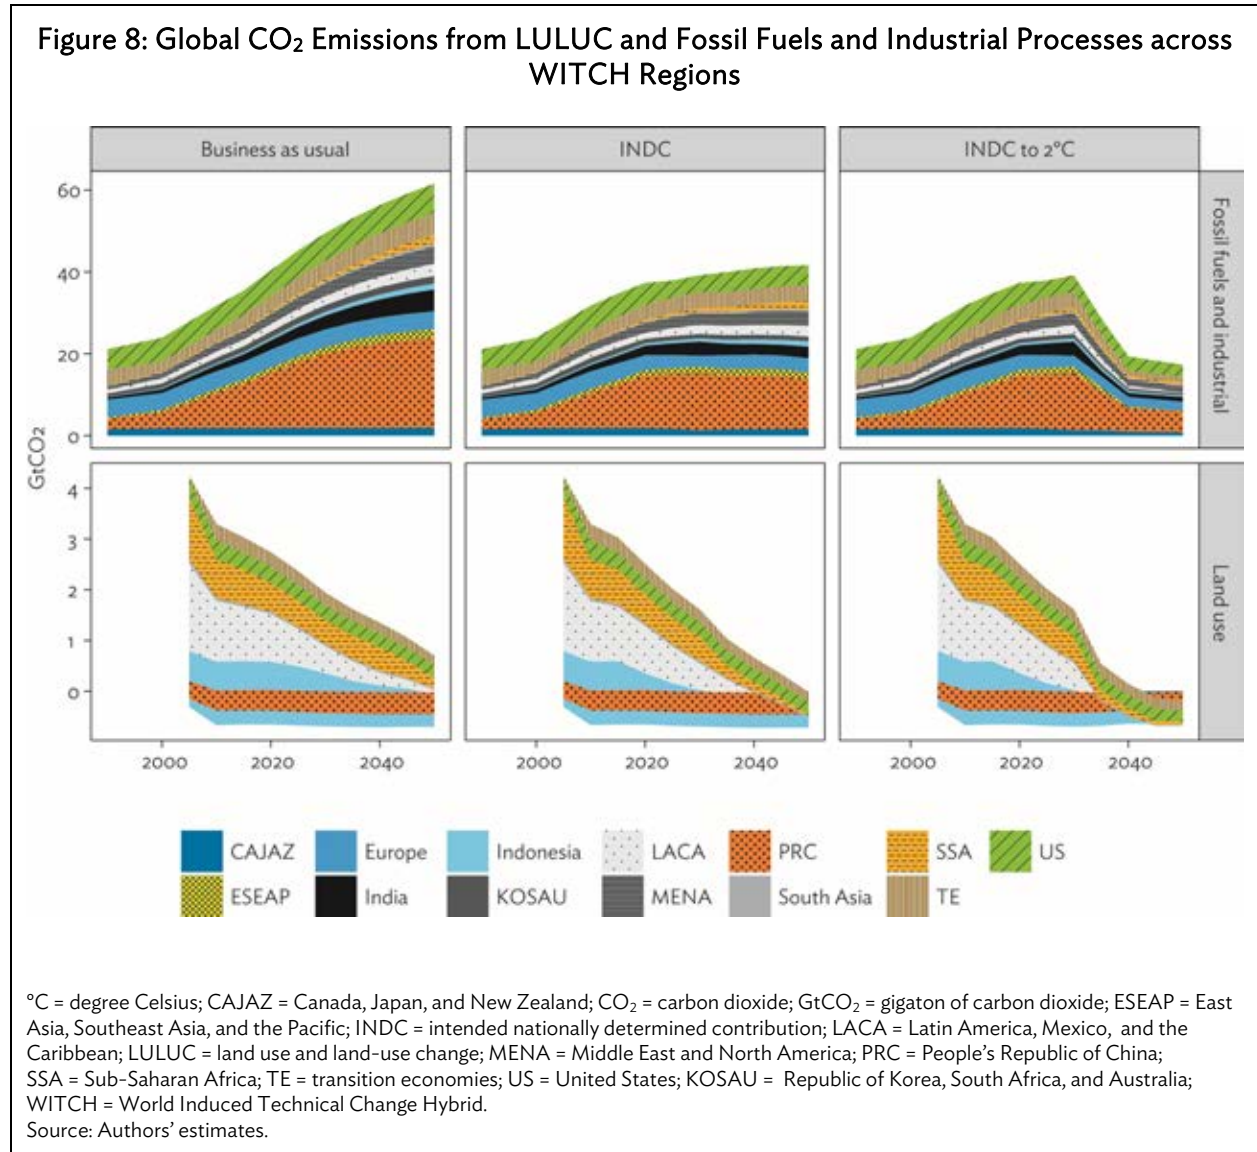 Figure 8: Global CO₂ Emissions from LULUC and Fossil Fuels and Industrial Processes across
WITCH Regions
Business as usual
INDC
INDC to 2°C
60
40
20
0
Fossil fuels and industrial
GtCO2
4
3
2
1
0
Land use
2000 2020 2040
2000 2020 2040
2000 2020 2040
CAJAZ Europe Indonesia LACA PRC SSA US
ESEAP India KOSAU MENA South Asia TE
°C = degree Celsius; CAJAZ = Canada, Japan, and New Zealand; CO₂ = carbon dioxide; GtCO₂ = gigaton of carbon dioxide; ESEAP = East
Asia, Southeast Asia, and the Pacific; INDC = intended nationally determined contribution; LACA = Latin America, Mexico, and the
Caribbean; LULUC = land use and land-use change; MENA = Middle East and North America; PRC = People's Republic of China;
SSA = Sub-Saharan Africa; TE = transition economies; US = United States; KOSAU = Republic of Korea, South Africa, and Australia;
WITCH = World Induced Technical Change Hybrid.
Source: Authors' estimates.